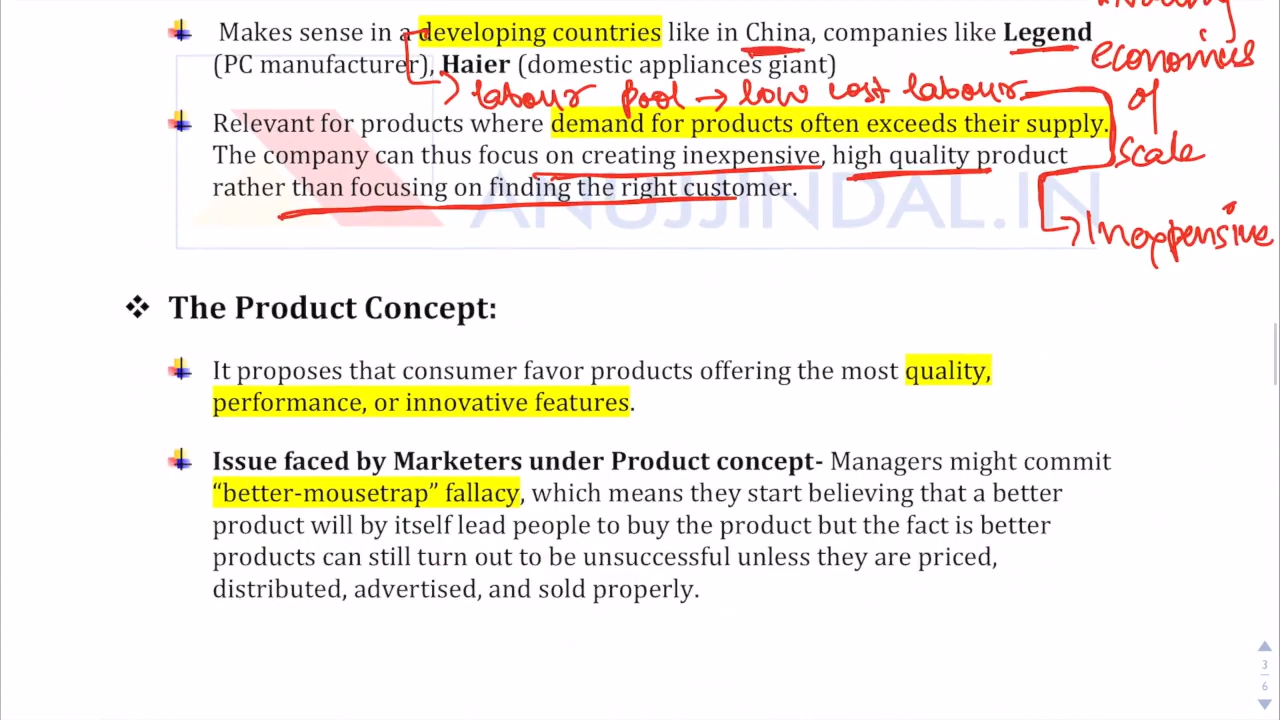 Makes sense in a developing countries like in China, companies like Legend
(PC manufacturer), Haier (domestic appliances giant)
economics
of
scale
labour pool → low cost labour
Relevant for products where demand for products often exceeds their supply.
The company can thus focus on creating inexpensive, high quality product
rather than focusing on finding the right customer.
Inexpensive
ANUJJINDAL.IN
❖ The Product Concept:
It proposes that consumer favor products offering the most quality,
performance, or innovative features.
Issue faced by Marketers under Product concept- Managers might commit
“better-mousetrap” fallacy, which means they start believing that a better
product will by itself lead people to buy the product but the fact is better
products can still turn out to be unsuccessful unless they are priced,
distributed, advertised, and sold properly.
3
6